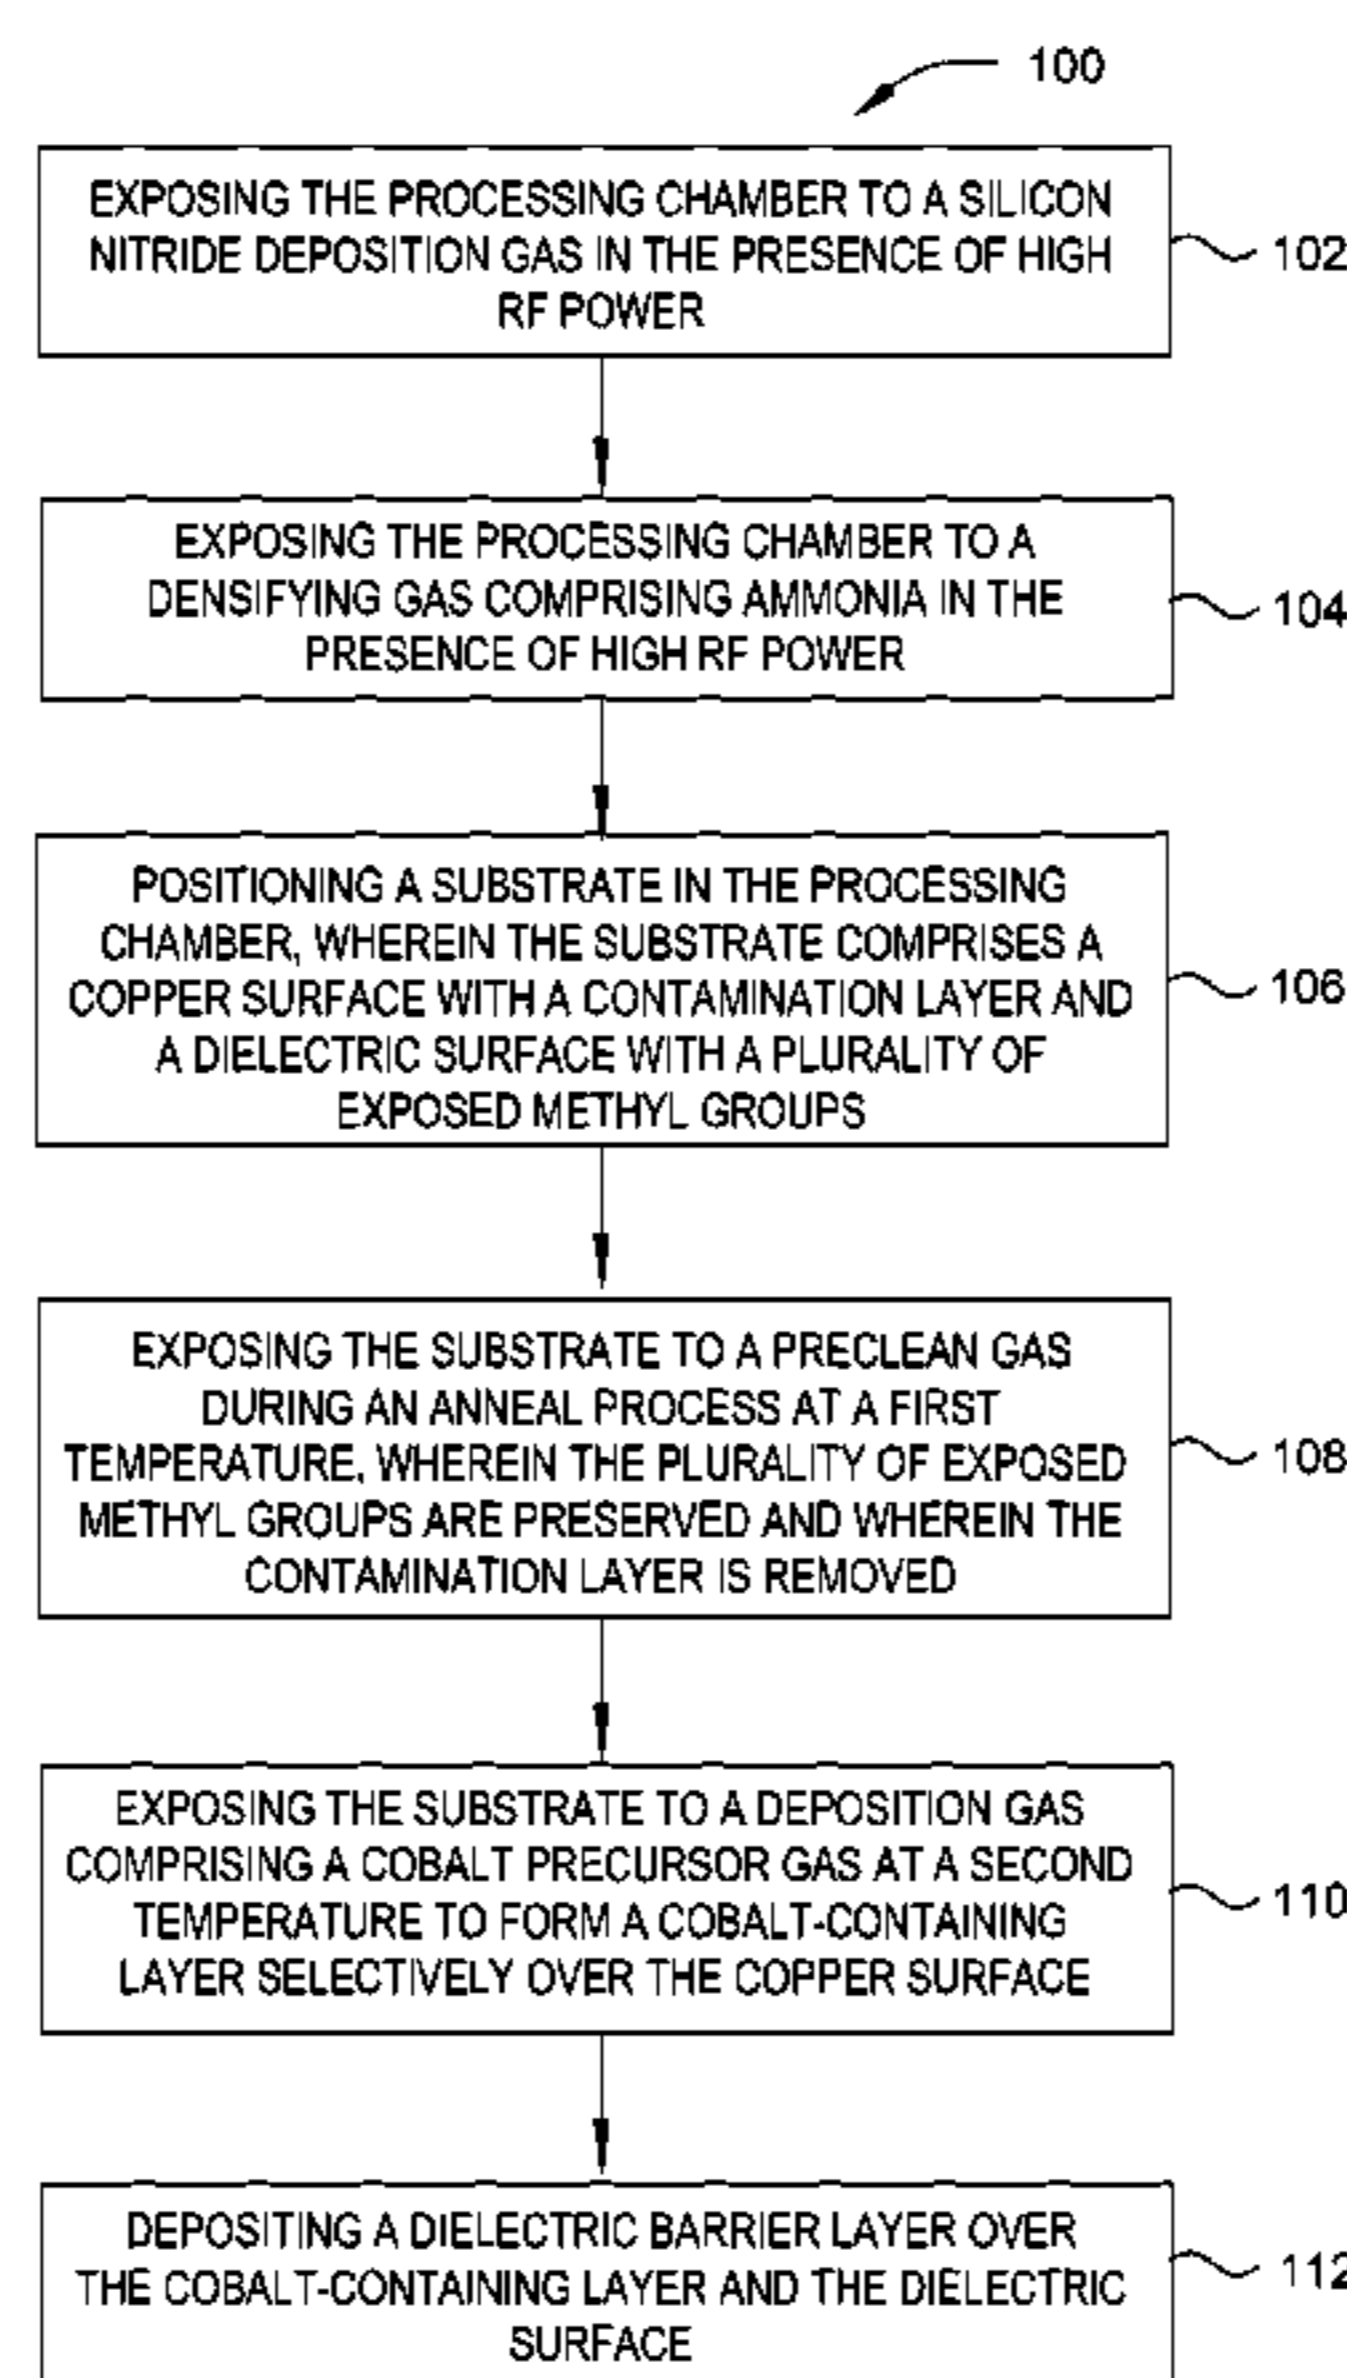 100
EXPOSING THE PROCESSING CHAMBER TO A SILICON
NITRIDE DEPOSITION GAS IN THE PRESENCE OF HIGH
RF POWER
102
EXPOSING THE PROCESSING CHAMBER TO A
DENSIFYING GAS COMPRISING AMMONIA IN THE
PRESENCE OF HIGH RF POWER
104
POSITIONING A SUBSTRATE IN THE PROCESSING
CHAMBER, WHEREIN THE SUBSTRATE COMPRISES A
COPPER SURFACE WITH A CONTAMINATION LAYER AND
A DIELECTRIC SURFACE WITH A PLURALITY OF
EXPOSED METHYL GROUPS
106
EXPOSING THE SUBSTRATE TO A PRECLEAN GAS
DURING AN ANNEAL PROCESS AT A FIRST
TEMPERATURE, WHEREIN THE PLURALITY OF EXPOSED
METHYL GROUPS ARE PRESERVED AND WHEREIN THE
CONTAMINATION LAYER IS REMOVED
108
EXPOSING THE SUBSTRATE TO A DEPOSITION GAS
COMPRISING A COBALT PRECURSOR GAS AT A SECOND
TEMPERATURE TO FORM A COBALT-CONTAINING
LAYER SELECTIVELY OVER THE COPPER SURFACE
110
DEPOSITING A DIELECTRIC BARRIER LAYER OVER
THE COBALT-CONTAINING LAYER AND THE DIELECTRIC
SURFACE
112